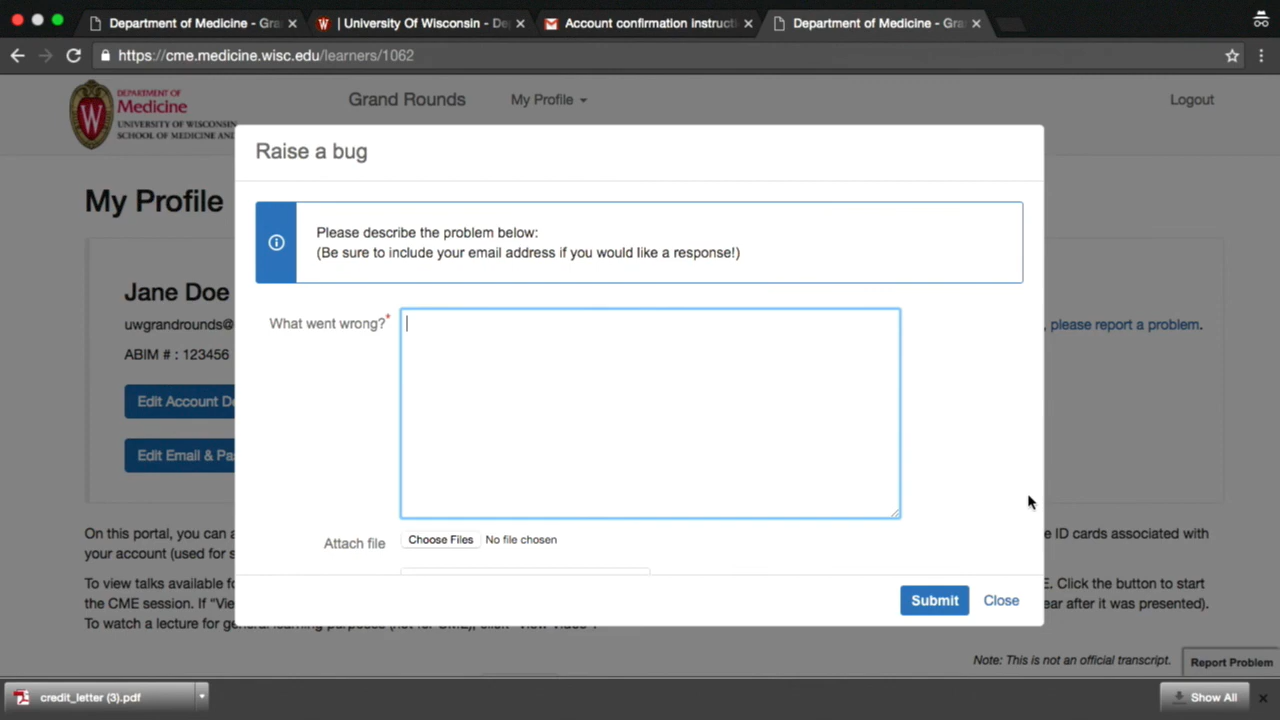 Department of Medicine - Gra
| University Of Wisconsin - De
Account confirmation instructi
Department of Medicine - Gra
https://cme.medicine.wisc.edu/learners/1062
DEPARTMENT OF
Medicine
UNIVERSITY OF WISCONSIN
SCHOOL OF MEDICINE AN
Grand Rounds
My Profile
Logout
Raise a bug
My Profile
Please describe the problem below:
(Be sure to include your email address if you would like a response!)
Jane Doe
uwgrandrounds@
, please report a problem.
ABIM # : 123456
What went wrong?*
Edit Account De
Edit Email & Pa
Attach file
Choose Files No file chosen
On this portal, you can a
e ID cards associated with
your account (used for s
To view talks available fo
E. Click the button to start
the CME session. If "Vie
ear after it was presented).
To watch a lecture for general learning purposes (not for CME), click "View Video".
Submit
Close
Note: This is not an official transcript.
Report Problem
credit_letter (3).pdf
Show All